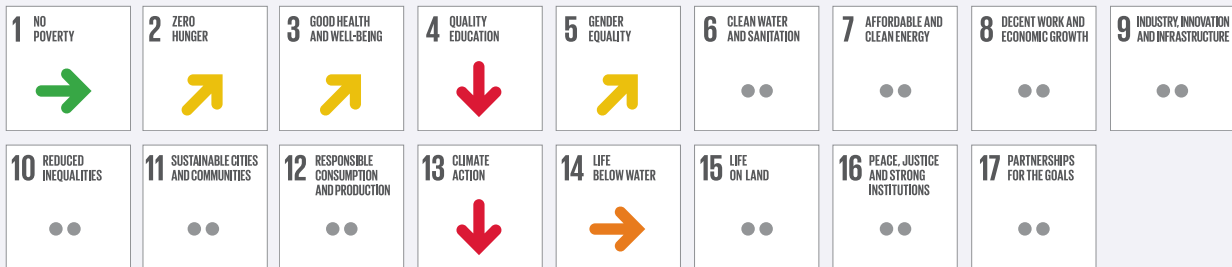 1 NO
POVERTY
2 ZERO
HUNGER
3 GOOD HEALTH
AND WELL-BEING
4 QUALITY
EDUCATION
5 GENDER
EQUALITY
6 CLEAN WATER
AND SANITATION
7 AFFORDABLE AND
CLEAN ENERGY
8 DECENT WORK AND
ECONOMIC GROWTH
9 INDUSTRY, INNOVATION
AND INFRASTRUCTURE
10 REDUCED
INEQUALITIES
11 SUSTAINABLE CITIES
AND COMMUNITIES
12 RESPONSIBLE
CONSUMPTION
AND PRODUCTION
13 CLIMATE
ACTION
14 LIFE
BELOW WATER
15 LIFE
ON LAND
16 PEACE, JUSTICE
AND STRONG
INSTITUTIONS
17 PARTNERSHIPS
FOR THE GOALS